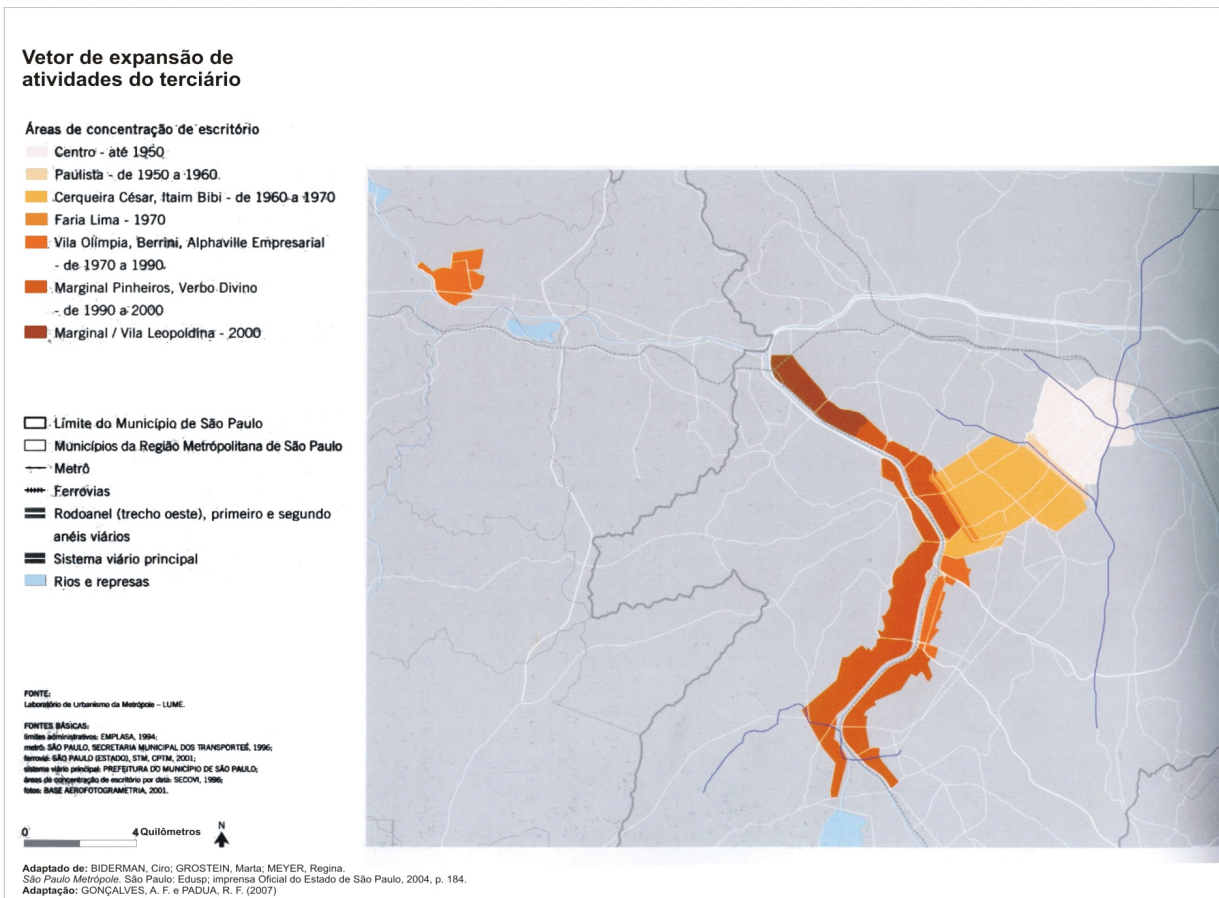 Vetor de expansão de
atividades do terciário
Áreas de concentração de escritório
Centro - até 1950
Paulista - de 1950 a 1960
Cerqueira César, Itaim Bibi - de 1960 a 1970
Faria Lima - 1970
Vila Olímpia, Berrini, Alphaville Empresarial
- de 1970 a 1990
Marginal Pinheiros, Verbo Divino
- de 1990 a 2000
Marginal / Vila Leopoldina - 2000
Limite do Município de São Paulo
Municípios da Região Metropolitana de São Paulo
Metrô
Ferrovias
Rodoanel (trecho oeste), primeiro e segundo
anéis viários
Sistema viário principal
Rios e represas
FONTE:
Laboratório de Urbanismo da Metrópole – LUME.
FONTES BÁSICAS:
limites administrativos: EMPLASA, 1994;
metrô: SÃO PAULO, SECRETARIA MUNICIPAL DOS TRANSPORTES, 1996;
ferrovia: SÃO PAULO (ESTADO), STM, CPTM, 2001;
sistema viário principal: PREFEITURA DO MUNICÍPIO DE SÃO PAULO;
áreas de concentração de escritório por data: SECOVI, 1996;
fotos: BASE AEROFOTOGRAMETRIA, 2001.
0 4 Quilômetros N
Adaptado de: BIDERMAN, Ciro; GROSTEIN, Marta; MEYER, Regina.
São Paulo Metrópole. São Paulo: Edusp; imprensa Oficial do Estado de São Paulo, 2004, p. 184.
Adaptação: GONÇALVES, A. F. e PADUA, R. F. (2007)